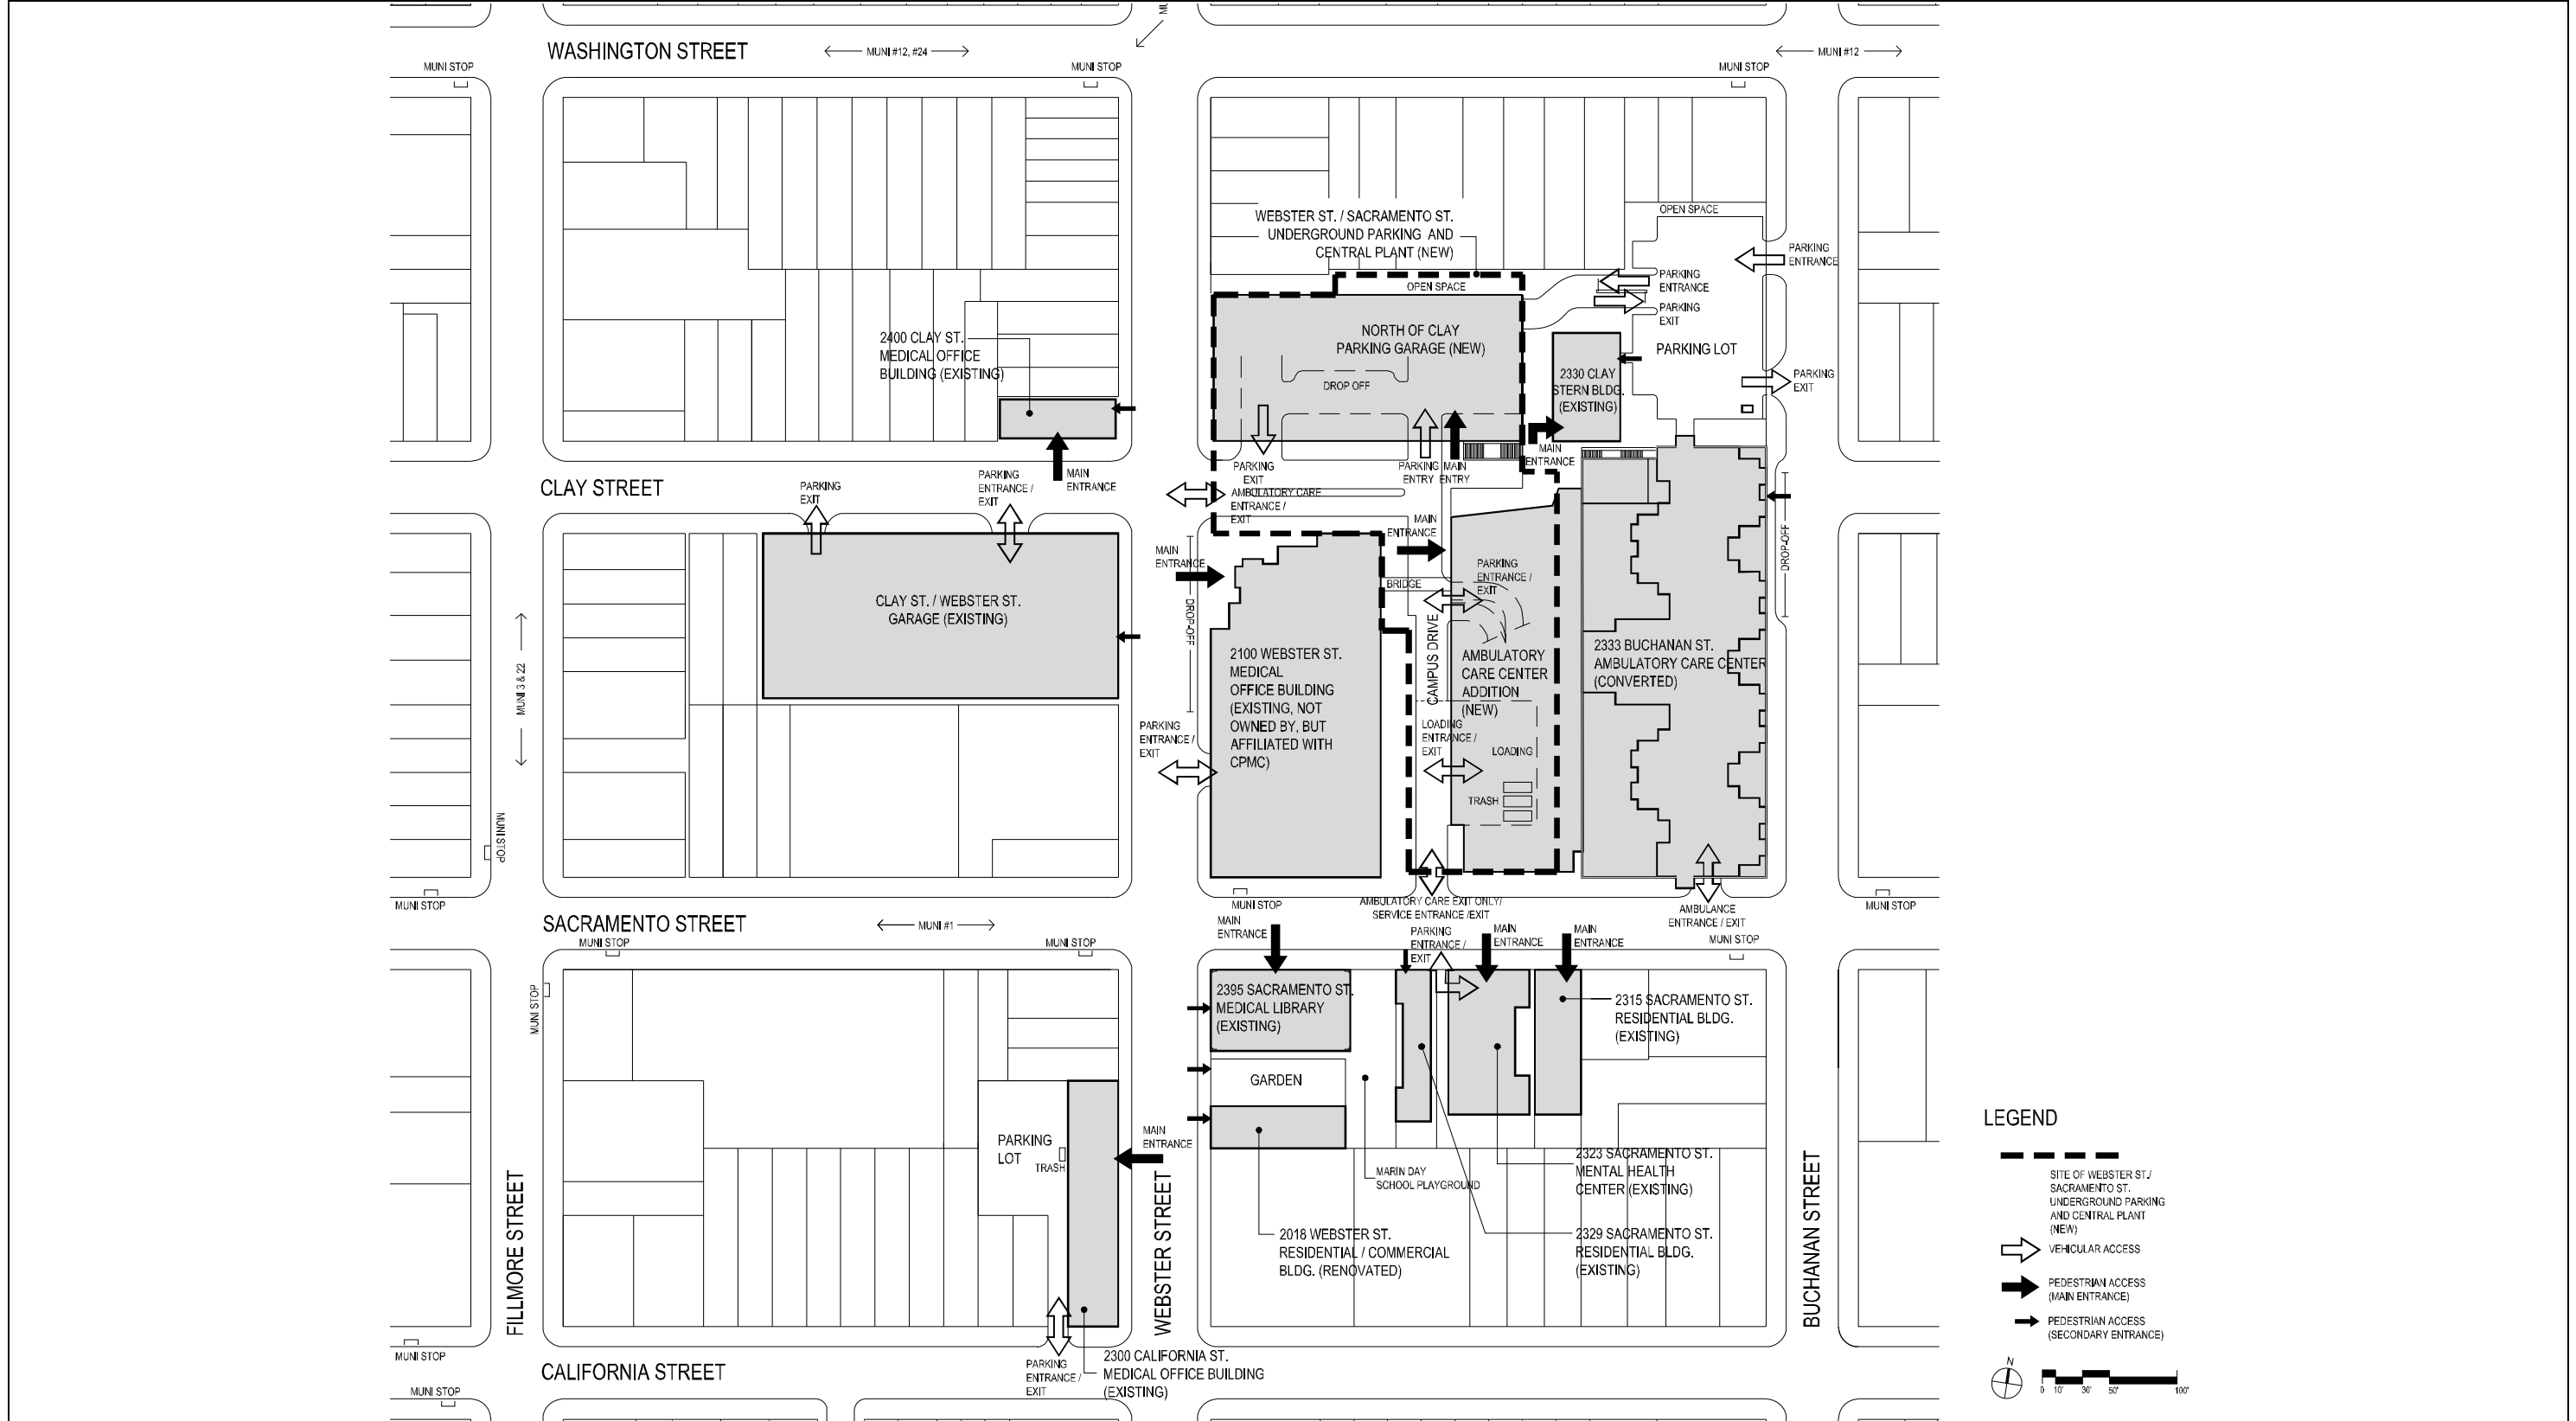 MU
WASHINGTON STREET
MUNI #12, #24
MUNI #12
MUNI STOP
MUNI STOP
MUNI STOP
WEBSTER ST. / SACRAMENTO ST.
UNDERGROUND PARKING AND
CENTRAL PLANT (NEW)
OPEN SPACE
OPEN SPACE
PARKING
ENTRANCE
PARKING
ENTRANCE
PARKING
EXIT
2400 CLAY ST.
MEDICAL OFFICE
BUILDING (EXISTING)
NORTH OF CLAY
PARKING GARAGE (NEW)
DROP OFF
PARKING LOT
2330 CLAY
STERN BLDG.
(EXISTING)
PARKING
EXIT
MAIN
ENTRANCE
PARKING
EXIT
PARKING
ENTRY
MAIN
ENTRY
MAIN
ENTRANCE
CLAY STREET
PARKING
EXIT
PARKING
ENTRANCE /
EXIT
AMBULATORY CARE
ENTRANCE /
EXIT
MAIN
ENTRANCE
MAIN
ENTRANCE
DROP-OFF
DROP-OFF
BRIDGE
PARKING
ENTRANCE /
EXIT
CLAY ST. / WEBSTER ST.
GARAGE (EXISTING)
MUNI 3 & 22
2100 WEBSTER ST.
MEDICAL
OFFICE BUILDING
(EXISTING, NOT
OWNED BY, BUT
AFFILIATED WITH
CPMC)
CAMPUS DRIVE
AMBULATORY
CARE CENTER
ADDITION
(NEW)
2333 BUCHANAN ST.
AMBULATORY CARE CENTER
(CONVERTED)
PARKING
ENTRANCE /
EXIT
LOADING
ENTRANCE /
EXIT
LOADING
TRASH
MUNI STOP
MUNI STOP
MUNI STOP
AMBULATORY CARE EXIT ONLY/
SERVICE ENTRANCE /EXIT
AMBULANCE
ENTRANCE / EXIT
MUNI STOP
SACRAMENTO STREET
MUNI #1
MUNI STOP
MUNI STOP
MAIN
ENTRANCE
PARKING
ENTRANCE /
EXIT
MAIN
ENTRANCE
MAIN
ENTRANCE
MUNI STOP
MUNI STOP
2395 SACRAMENTO ST.
MEDICAL LIBRARY
(EXISTING)
2315 SACRAMENTO ST.
RESIDENTIAL BLDG.
(EXISTING)
GARDEN
PARKING
LOT
TRASH
MAIN
ENTRANCE
MARIN DAY
SCHOOL PLAYGROUND
2323 SACRAMENTO ST.
MENTAL HEALTH
CENTER (EXISTING)
2018 WEBSTER ST.
RESIDENTIAL / COMMERCIAL
BLDG. (RENOVATED)
2329 SACRAMENTO ST.
RESIDENTIAL BLDG.
(EXISTING)
FILLMORE STREET
WEBSTER STREET
BUCHANAN STREET
MUNI STOP
CALIFORNIA STREET
PARKING
ENTRANCE /
EXIT
2300 CALIFORNIA ST.
MEDICAL OFFICE BUILDING
(EXISTING)
MUNI STOP
LEGEND
SITE OF WEBSTER ST./
SACRAMENTO ST.
UNDERGROUND PARKING
AND CENTRAL PLANT
(NEW)
VEHICULAR ACCESS
PEDESTRIAN ACCESS
(MAIN ENTRANCE)
PEDESTRIAN ACCESS
(SECONDARY ENTRANCE)
N
0 10' 30' 50' 100'